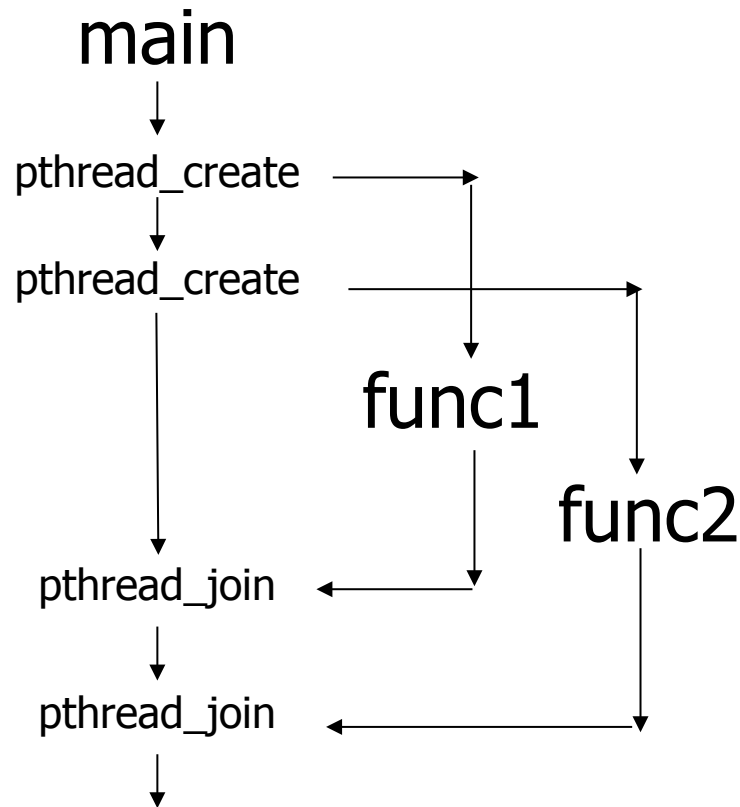 main
pthread_create
pthread_create
func1
func2
pthread_join
pthread_join